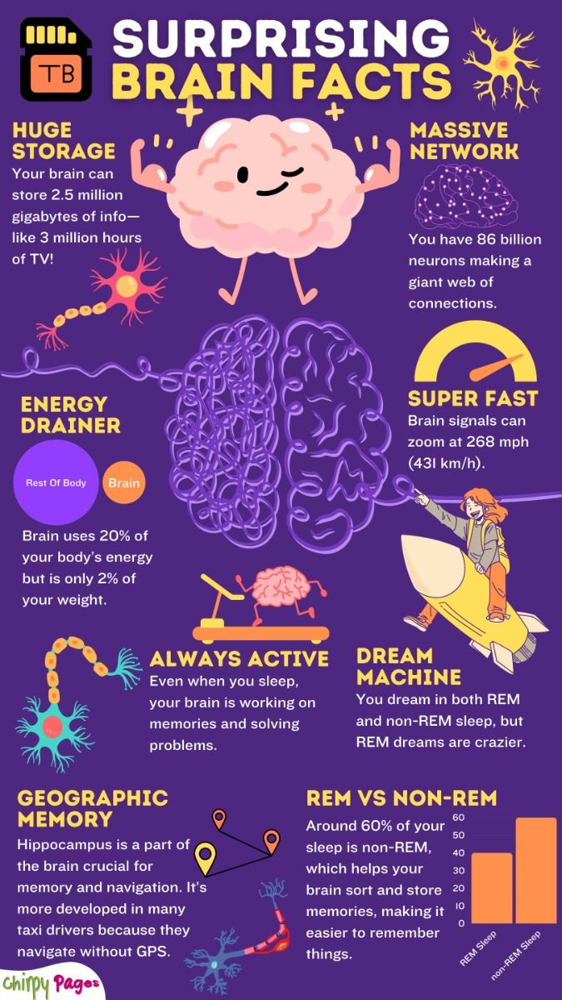 TB
SURPRISING
BRAIN FACTS
HUGE
STORAGE
Your brain can
store 2.5 million
gigabytes of info—
like 3 million hours
of TV!
MASSIVE
NETWORK
You have 86 billion
neurons making a
giant web of
connections.
SUPER FAST
Brain signals can
zoom at 268 mph
(431 km/h).
ENERGY
DRAINER
Rest Of Body
Brain
Brain uses 20% of
your body's energy
but is only 2% of
your weight.
ALWAYS ACTIVE
Even when you sleep,
your brain is working on
memories and solving
problems.
DREAM
MACHINE
You dream in both REM
and non-REM sleep, but
REM dreams are crazier.
GEOGRAPHIC
MEMORY
Hippocampus is a part of
the brain crucial for
memory and navigation. It's
more developed in many
taxi drivers because they
navigate without GPS.
REM VS NON-REM
Around 60% of your
sleep is non-REM,
which helps your
brain sort and store
memories, making it
easier to remember
things.
60
50
40
30
20
10
0
REM Sleep
non-REM Sleep
Chirpy Pages